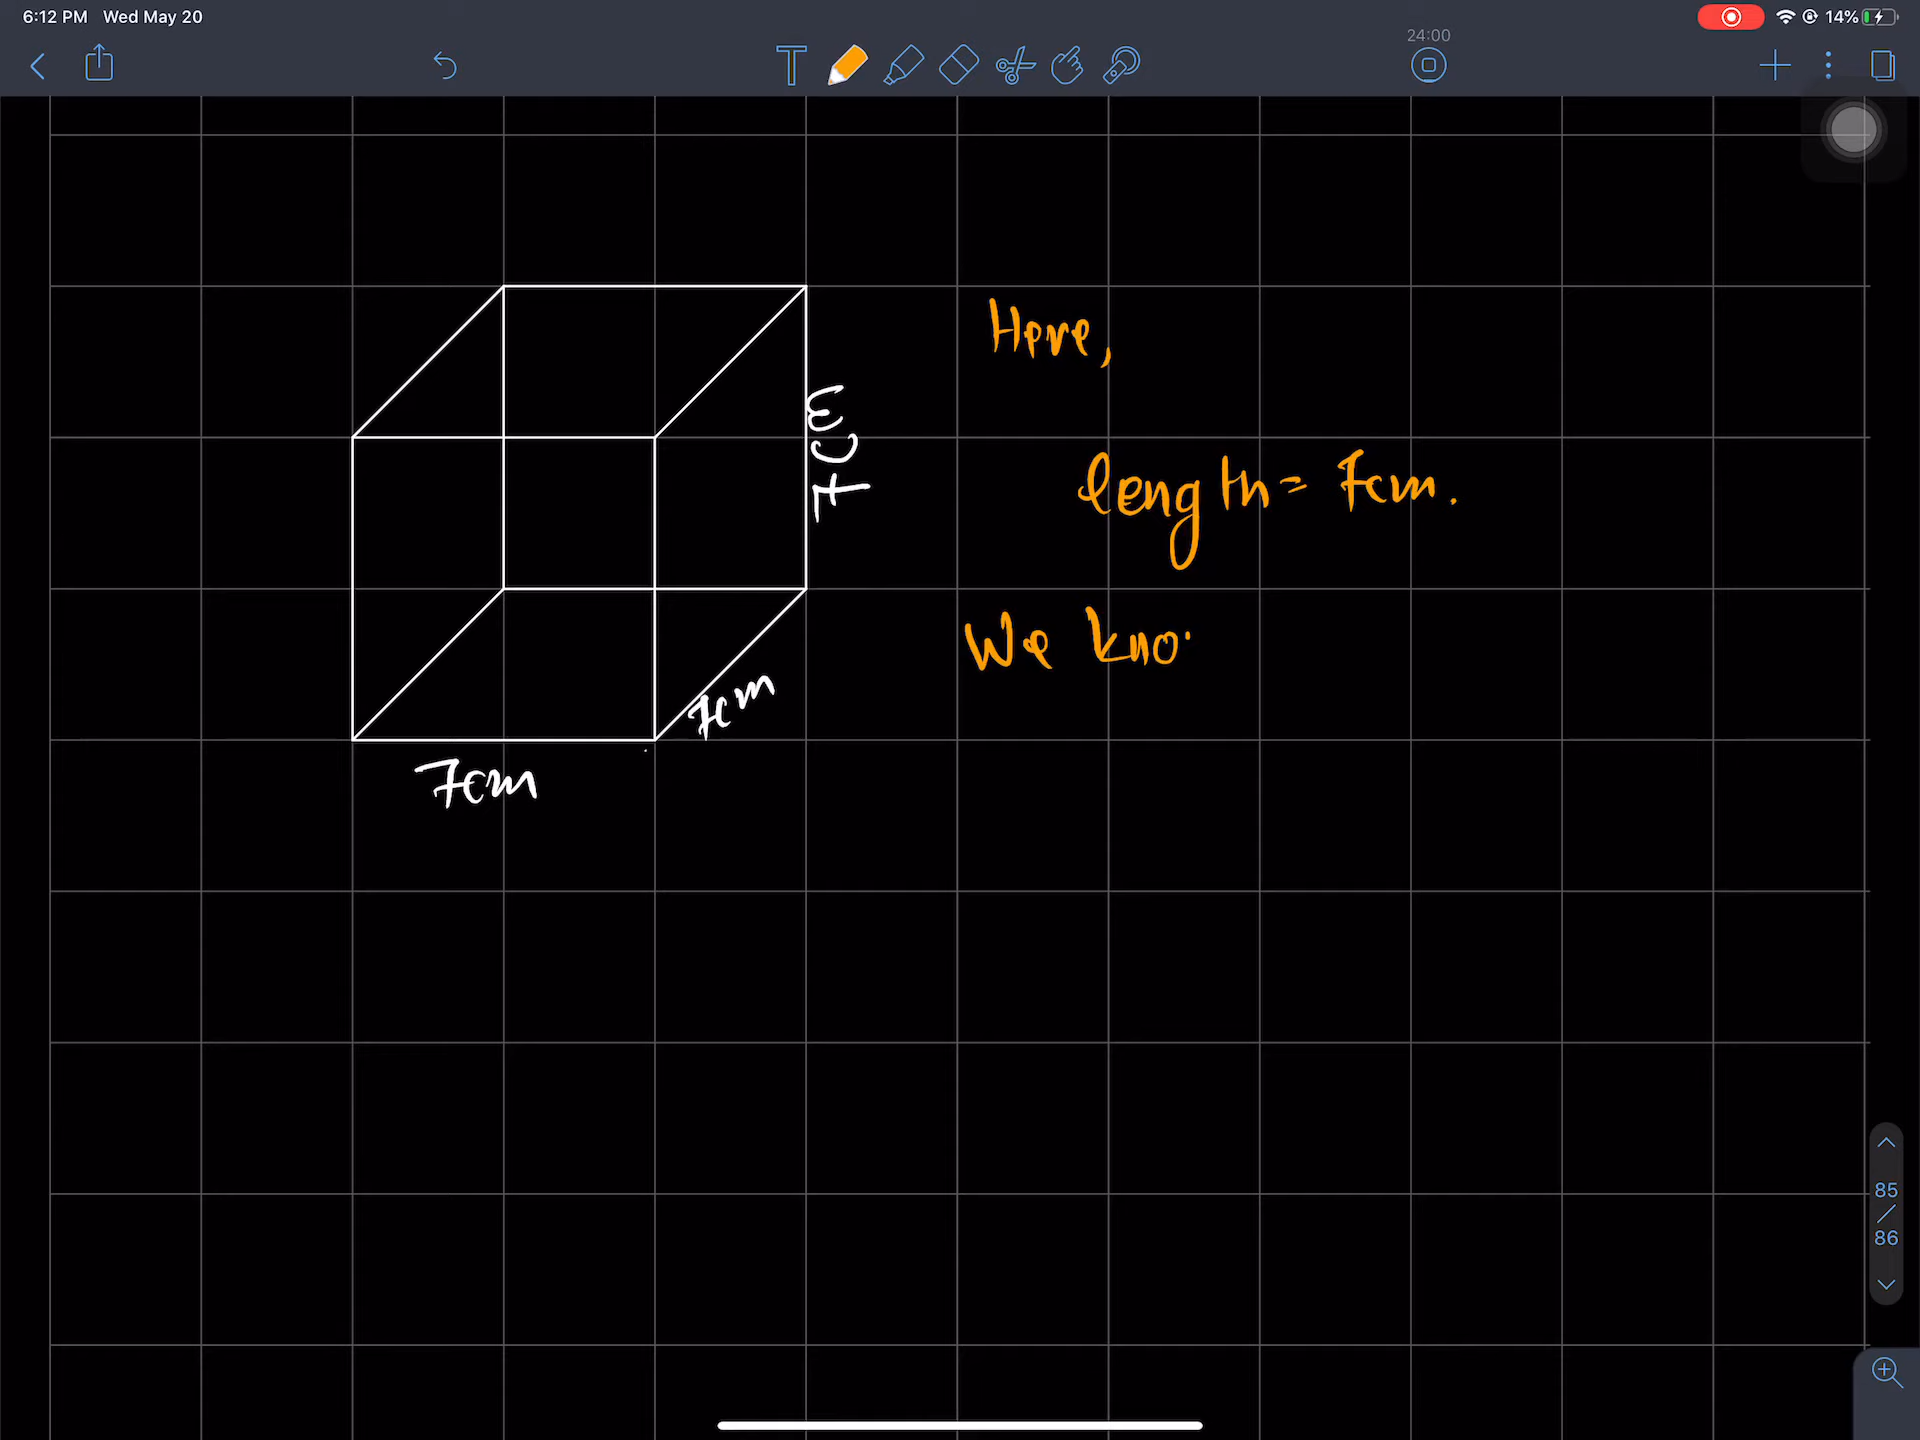 6:12 PM Wed May 20
14%
24:00
Here,
7cm
length = 7cm.
We kno
7cm
7cm
85
/
86